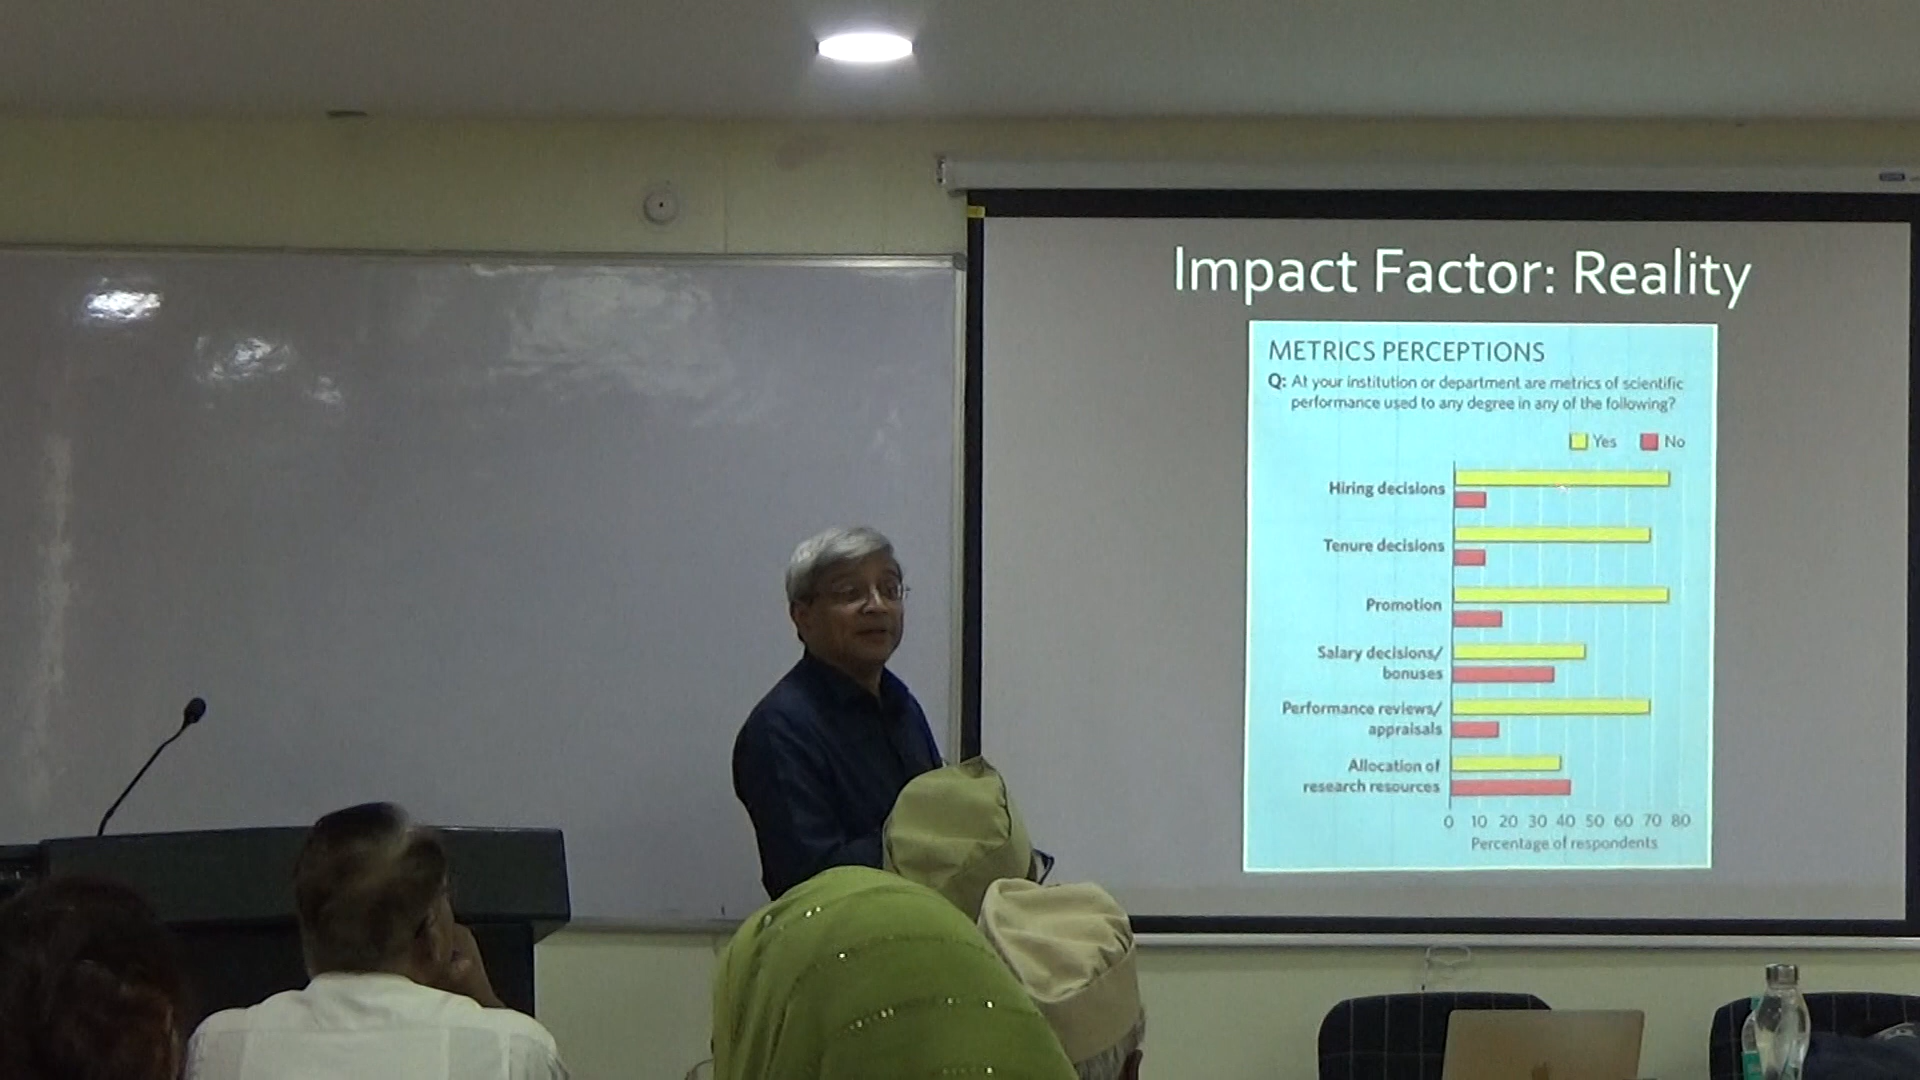 Impact Factor: Reality
METRICS PERCEPTIONS
Q: At your institution or department are metrics of scientific
performance used to any degree in any of the following?
Yes No
Hiring decisions
Tenure decisions
Promotion
Salary decisions/
bonuses
Performance reviews/
appraisals
Allocation of
research resources
0 10 20 30 40 50 60 70 80
Percentage of respondents